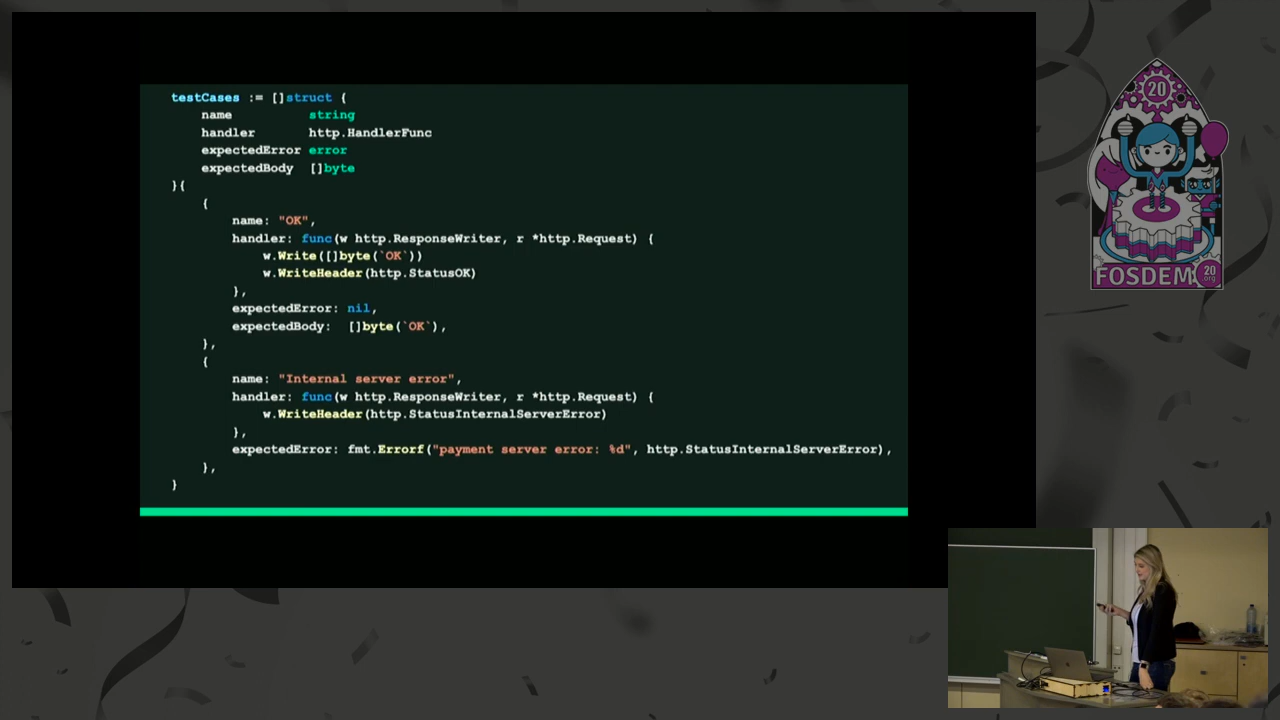 testCases := []struct {
name string
handler http.HandlerFunc
expectedError error
expectedBody []byte
}{
{
name: "OK",
handler: func(w http.ResponseWriter, r *http.Request) {
w.Write([]byte(`OK`))
w.WriteHeader(http.StatusOK)
},
expectedError: nil,
expectedBody: []byte(`OK`),
},
{
name: "Internal server error",
handler: func(w http.ResponseWriter, r *http.Request) {
w.WriteHeader(http.StatusInternalServerError)
},
expectedError: fmt.Errorf("payment server error: %d", http.StatusInternalServerError),
},
}
20
FOSDEM
20
.org